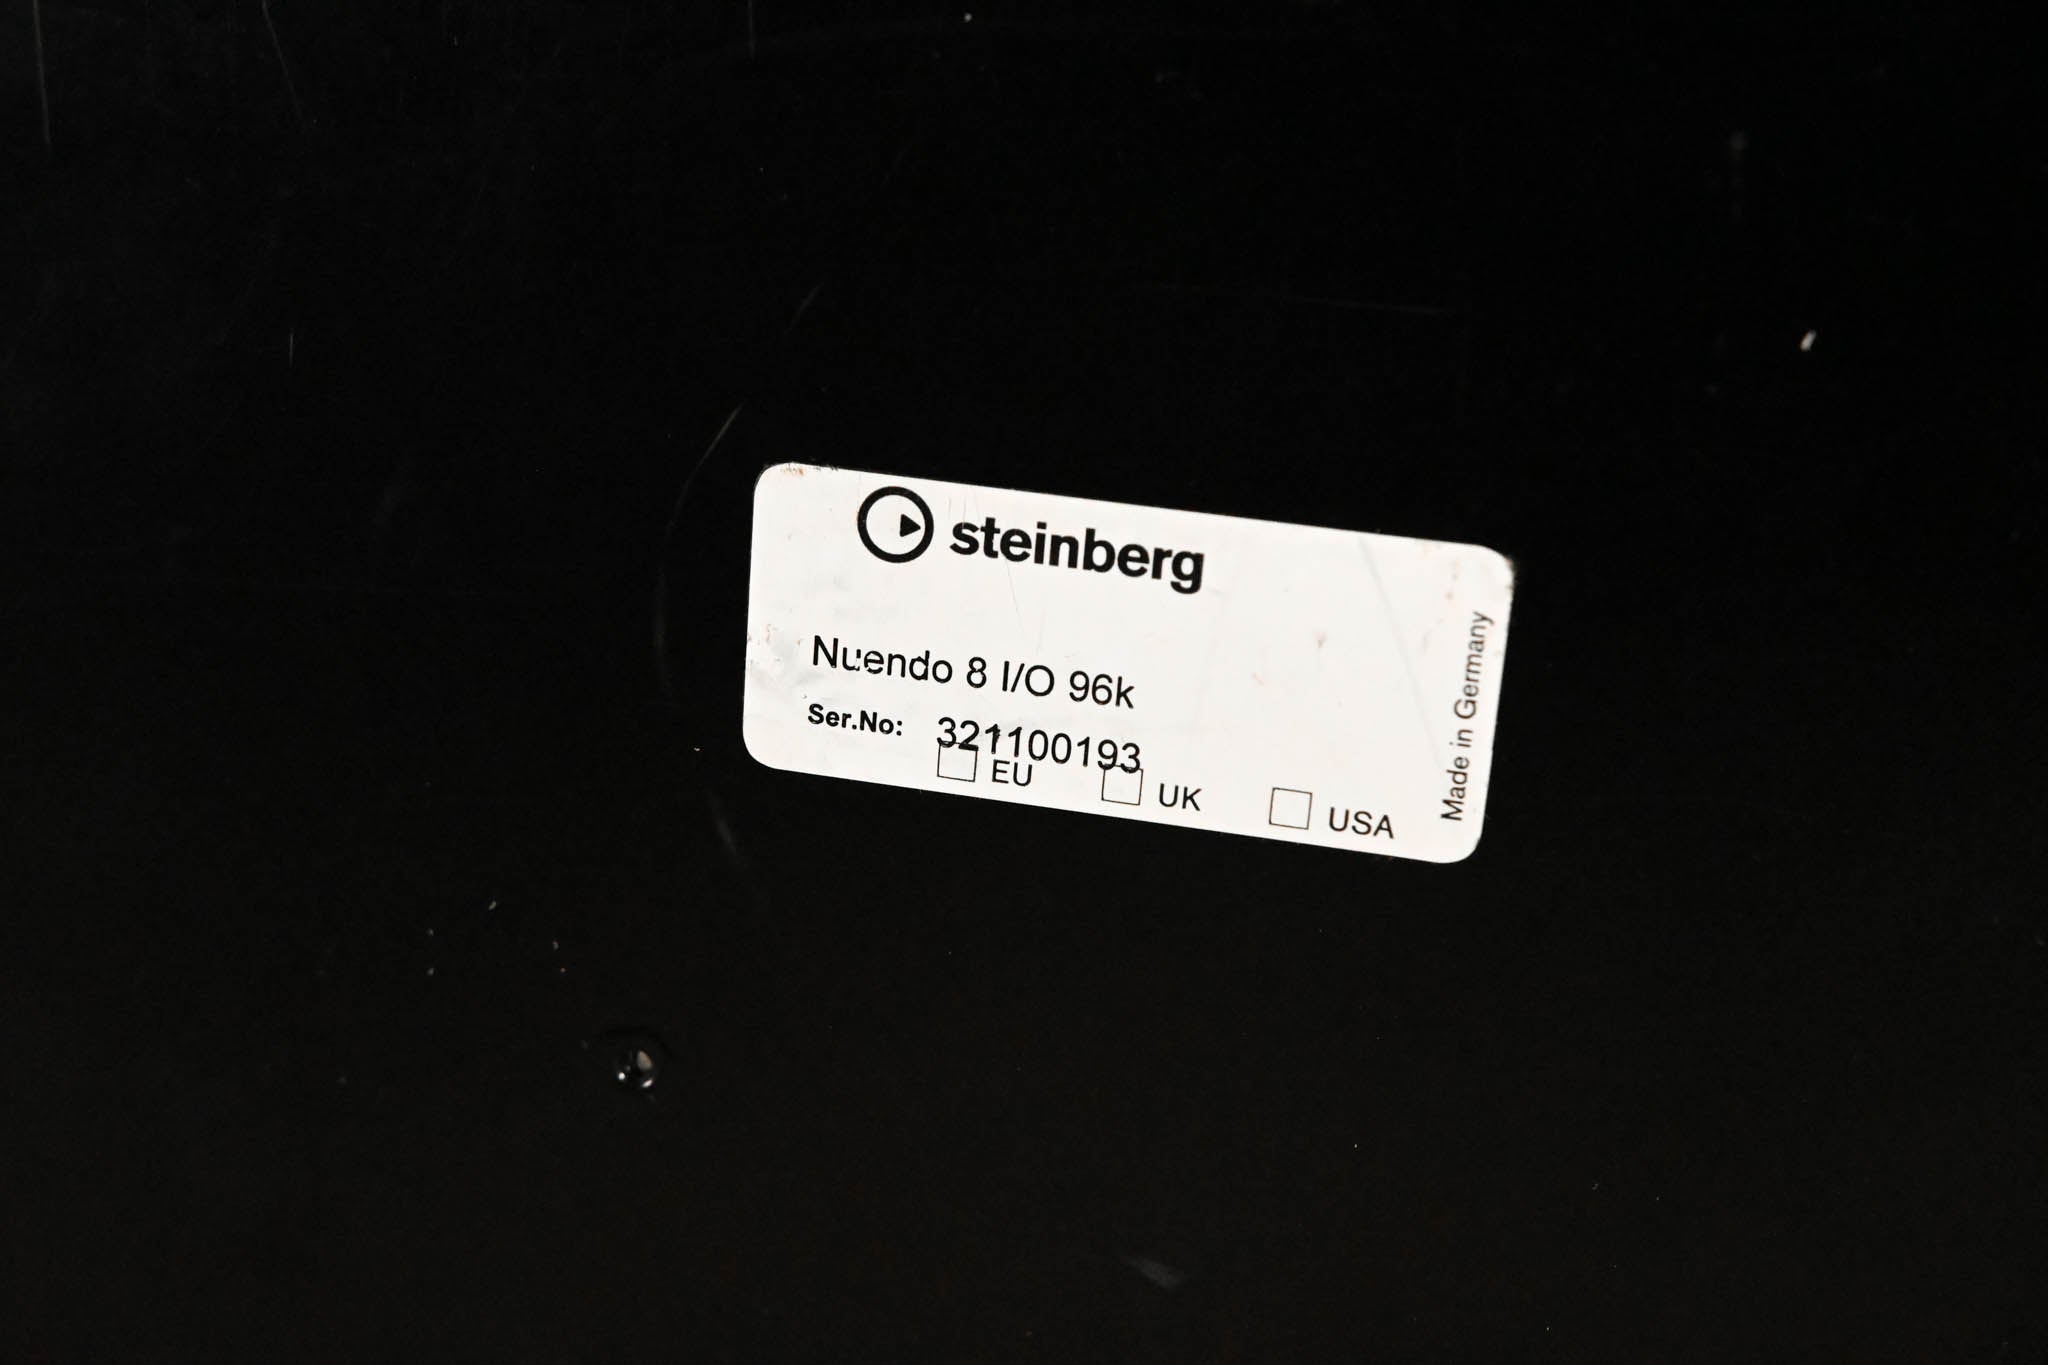 steinberg
Nuendo 8 I/O 96k
Ser.No: 321100193
EU UK USA
Made in Germany